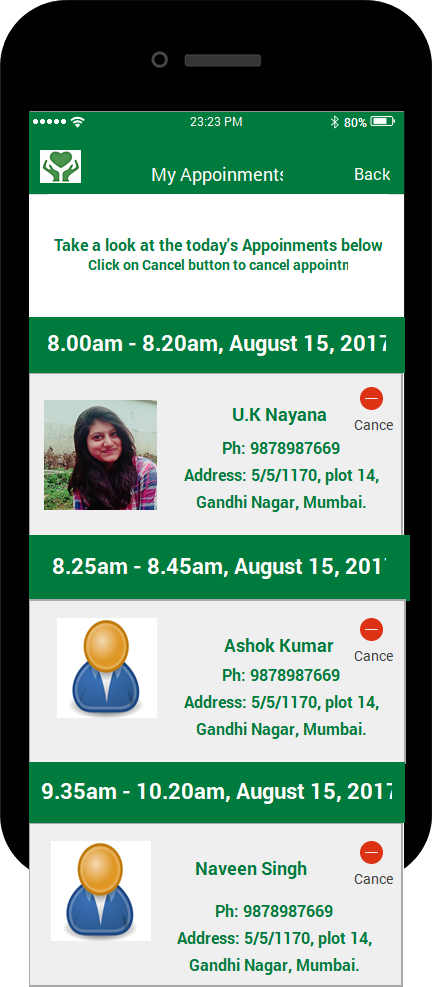 23:23 PM
80%
My Appoinments
Back
Take a look at the today's Appoinments below
Click on Cancel button to cancel appointn
8.00am - 8.20am, August 15, 2017
U.K Nayana
Cance
Ph: 9878987669
Address: 5/5/1170, plot 14,
Gandhi Nagar, Mumbai.
8.25am - 8.45am, August 15, 201
Ashok Kumar
Cance
Ph: 9878987669
Address: 5/5/1170, plot 14,
Gandhi Nagar, Mumbai.
9.35am - 10.20am, August 15, 2017
Naveen Singh
Cance
Ph: 9878987669
Address: 5/5/1170, plot 14,
Gandhi Nagar, Mumbai.